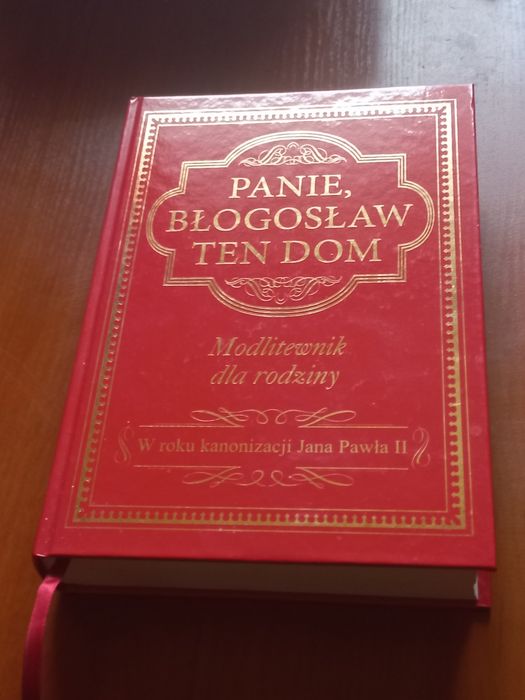 PANIE,
BŁOGOSŁAW
TEN DOM
Modlitewnik
dla rodziny
W roku kanonizacji Jana Pawła II